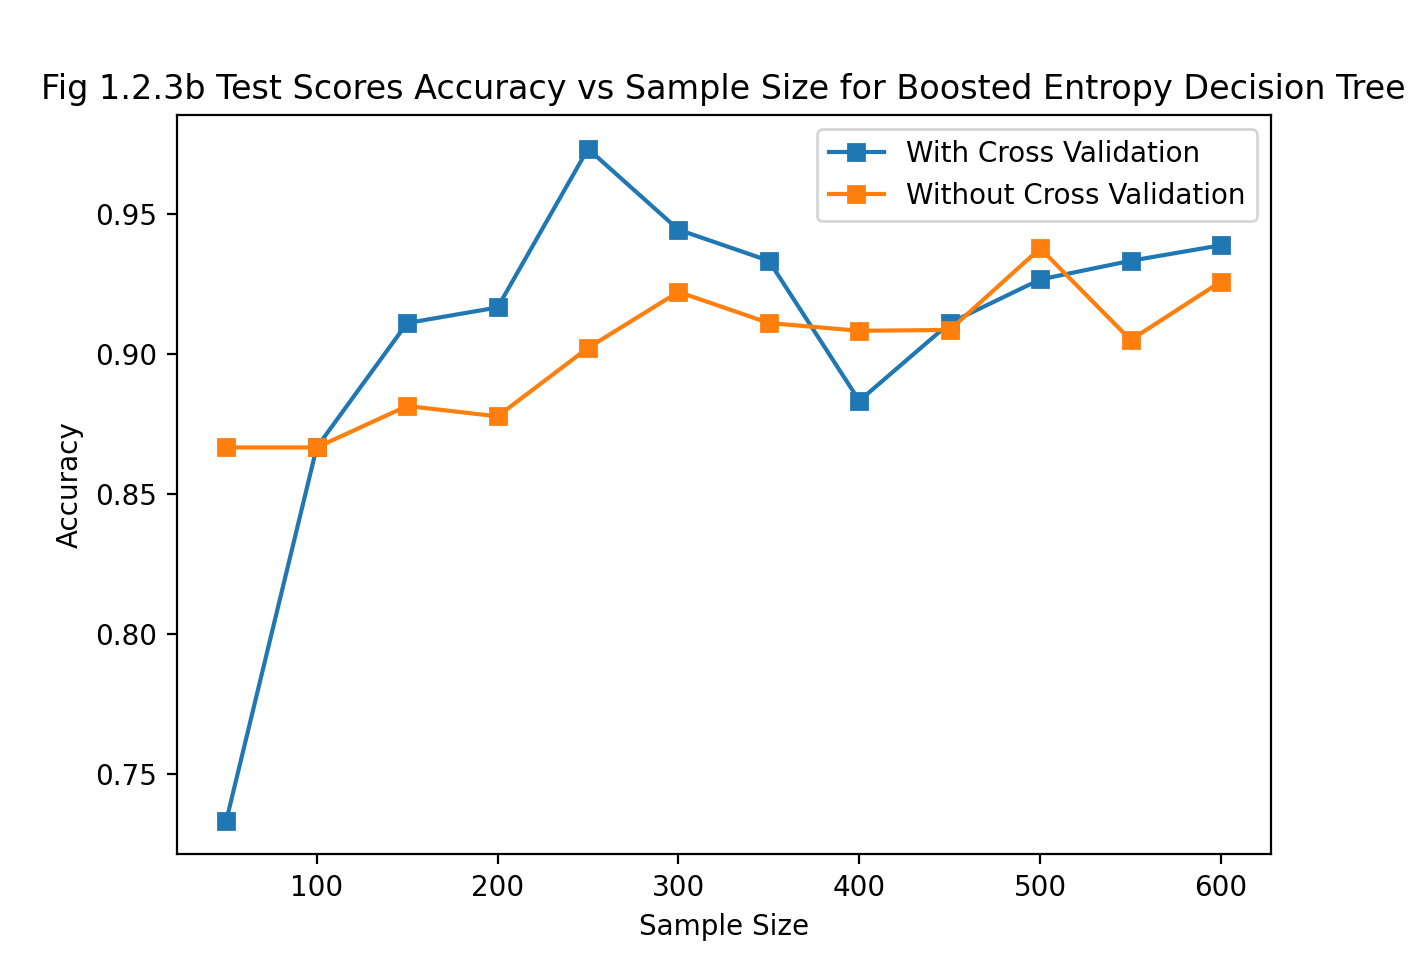 Fig 1.2.3b Test Scores Accuracy vs Sample Size for Boosted Entropy Decision Tree
With Cross Validation
Without Cross Validation
0.95
0.90
0.85
0.80
0.75
Accuracy
100 200 300 400 500 600
Sample Size